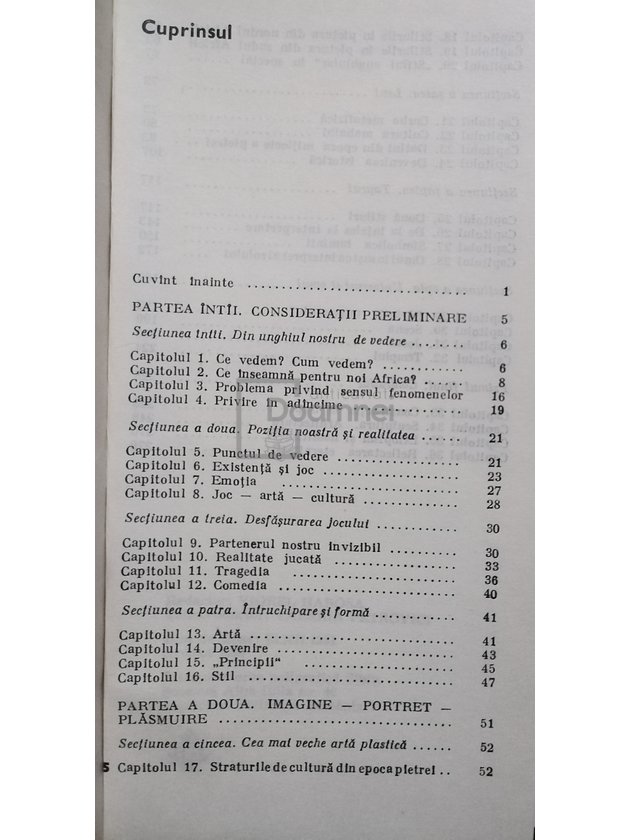 Cuprinsul
Cuvînt înainte ................................ 1
PARTEA ÎNTÎI. CONSIDERAȚII PRELIMINARE 5
Secțiunea întîi. Din unghiul nostru de vedere ........ 6
Capitolul 1. Ce vedem? Cum vedem? ............ 6
Capitolul 2. Ce înseamnă pentru noi Africa? ...... 8
Capitolul 3. Problema privind sensul fenomenelor 16
Capitolul 4. Privire în adîncime ................ 19
Secțiunea a doua. Poziția noastră și realitatea ...... 21
Capitolul 5. Punctul de vedere .................. 21
Capitolul 6. Existență și joc .................... 23
Capitolul 7. Emoția ........................ 27
Capitolul 8. Joc — artă — cultură .............. 28
Secțiunea a treia. Desfășurarea jocului ............ 30
Capitolul 9. Partenerul nostru invizibil .......... 30
Capitolul 10. Realitate jucată .................. 33
Capitolul 11. Tragedia ...................... 36
Capitolul 12. Comedia ........................ 40
Secțiunea a patra. Întruchipare și formă ............ 41
Capitolul 13. Artă ............................ 41
Capitolul 14. Devenire ........................ 43
Capitolul 15. „Principii“ .................... 45
Capitolul 16. Stil ............................ 47
PARTEA A DOUA. IMAGINE — PORTRET —
PLĂSMUIRE .................................. 51
Secțiunea a cincea. Cea mai veche artă plastică ...... 52
5 Capitolul 17. Straturile de cultură din epoca pietrei .. 52